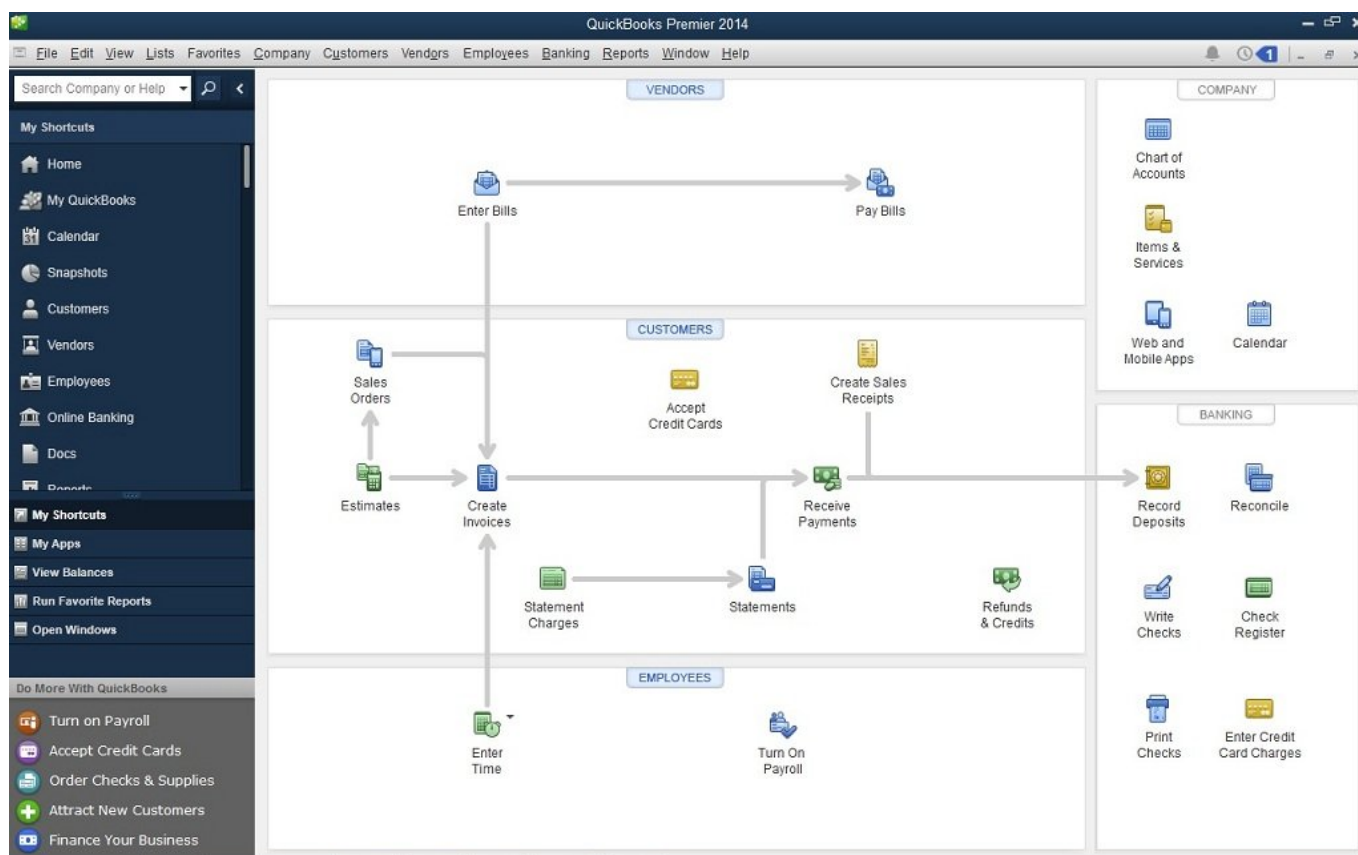 QuickBooks Premier 2014
File Edit View Lists Favorites Company Customers Vendors Employees Banking Reports Window Help
1
Search Company or Help
My Shortcuts
Home
My QuickBooks
31
Calendar
Snapshots
Customers
Vendors
Employees
Online Banking
Docs
Reports
My Shortcuts
My Apps
View Balances
Run Favorite Reports
Open Windows
Do More With QuickBooks
Turn on Payroll
Accept Credit Cards
Order Checks & Supplies
Attract New Customers
Finance Your Business
VENDORS
Enter Bills
Pay Bills
CUSTOMERS
Sales
Orders
Accept
Credit Cards
Create Sales
Receipts
Estimates
Create
Invoices
Receive
Payments
Statement
Charges
Statements
Refunds
& Credits
EMPLOYEES
Enter
Time
Turn On
Payroll
COMPANY
Chart of
Accounts
Items &
Services
Web and
Mobile Apps
Calendar
BANKING
Record
Deposits
Reconcile
Write
Checks
Check
Register
Print
Checks
Enter Credit
Card Charges